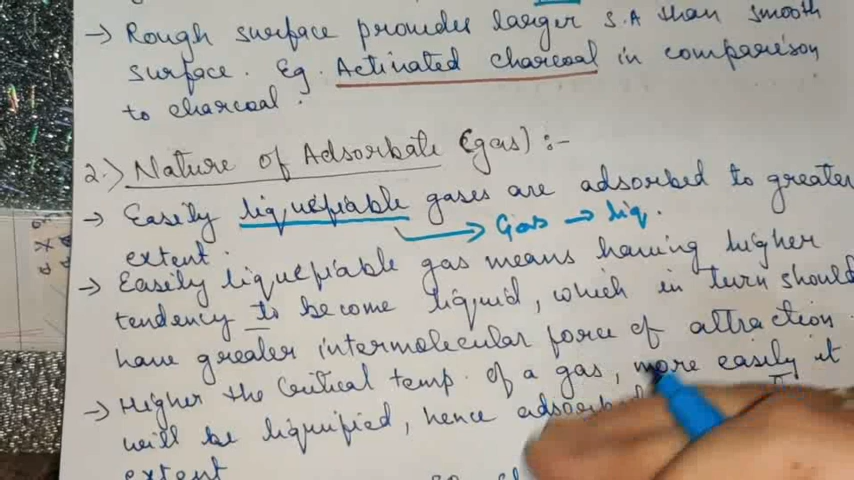 → Rough surface provides larger S.A than smooth
surface. Eg. Activated charcoal in comparison
to charcoal.
2.) Nature of Adsorbate (gas) :-
→ Easily liquefiable gases are adsorbed to greater
extent. Gas → liq.
→ Easily liquefiable gas means having higher
tendency to become liquid, which in turn should
have greater intermolecular force of attraction.
→ Higher the Critical temp. of a gas, more easily it
will be liquified, hence
extent